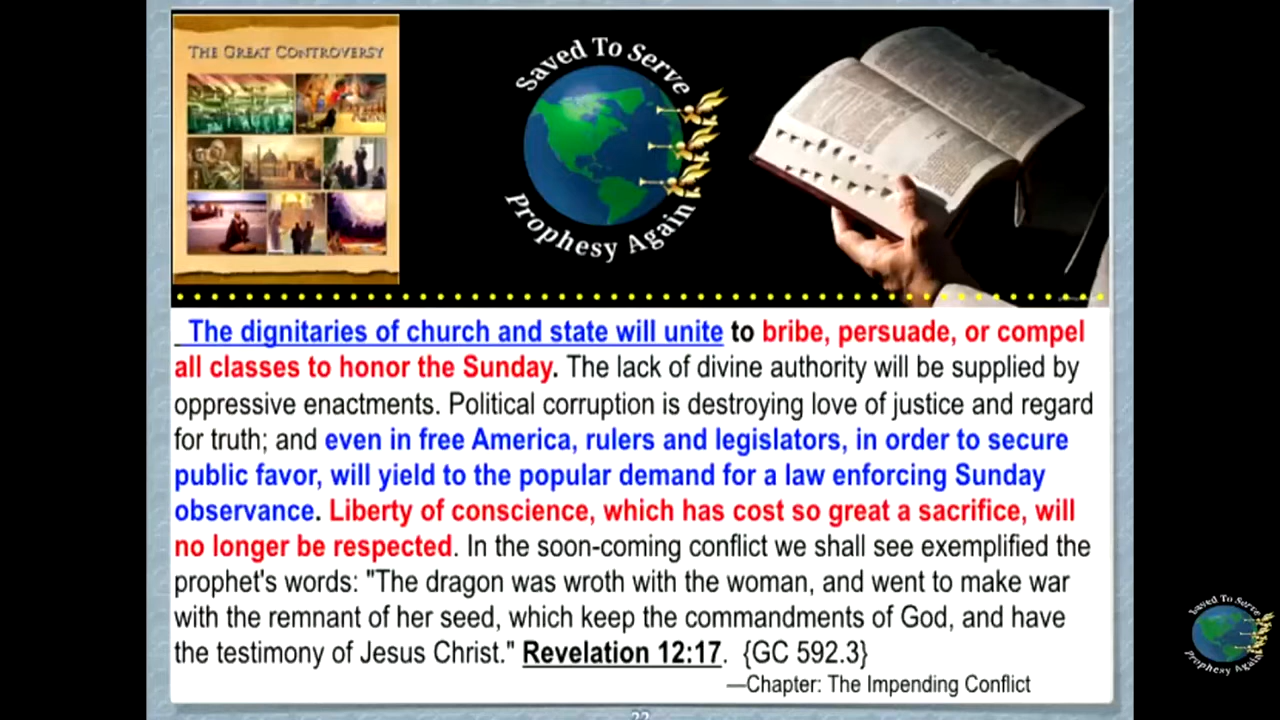 THE GREAT CONTROVERSY
Saved To Serve
Prophesy Again
The dignitaries of church and state will unite to bribe, persuade, or compel
all classes to honor the Sunday. The lack of divine authority will be supplied by
oppressive enactments. Political corruption is destroying love of justice and regard
for truth; and even in free America, rulers and legislators, in order to secure
public favor, will yield to the popular demand for a law enforcing Sunday
observance. Liberty of conscience, which has cost so great a sacrifice, will
no longer be respected. In the soon-coming conflict we shall see exemplified the
prophet's words: "The dragon was wroth with the woman, and went to make war
with the remnant of her seed, which keep the commandments of God, and have
the testimony of Jesus Christ." Revelation 12:17. {GC 592.3}
—Chapter: The Impending Conflict
Saved To Serve
Prophesy Again